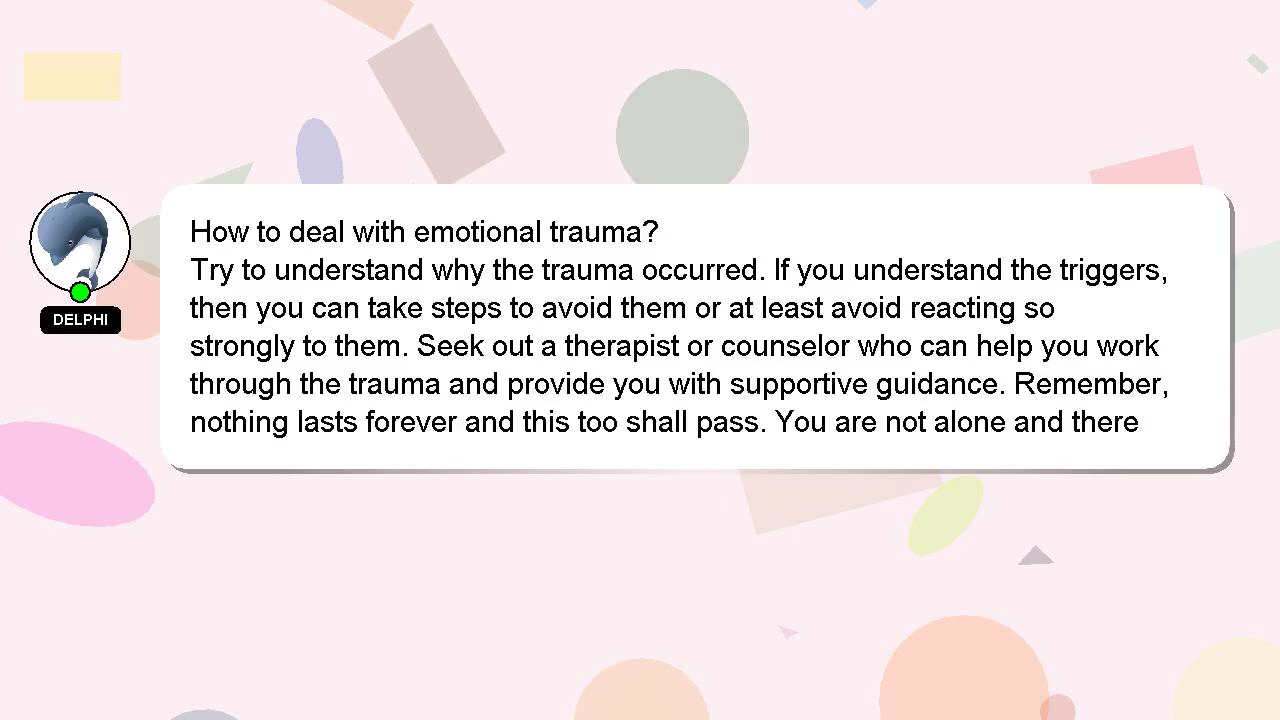 How to deal with emotional trauma?
Try to understand why the trauma occurred. If you understand the triggers,
then you can take steps to avoid them or at least avoid reacting so
strongly to them. Seek out a therapist or counselor who can help you work
through the trauma and provide you with supportive guidance. Remember,
nothing lasts forever and this too shall pass. You are not alone and there
DELPHI